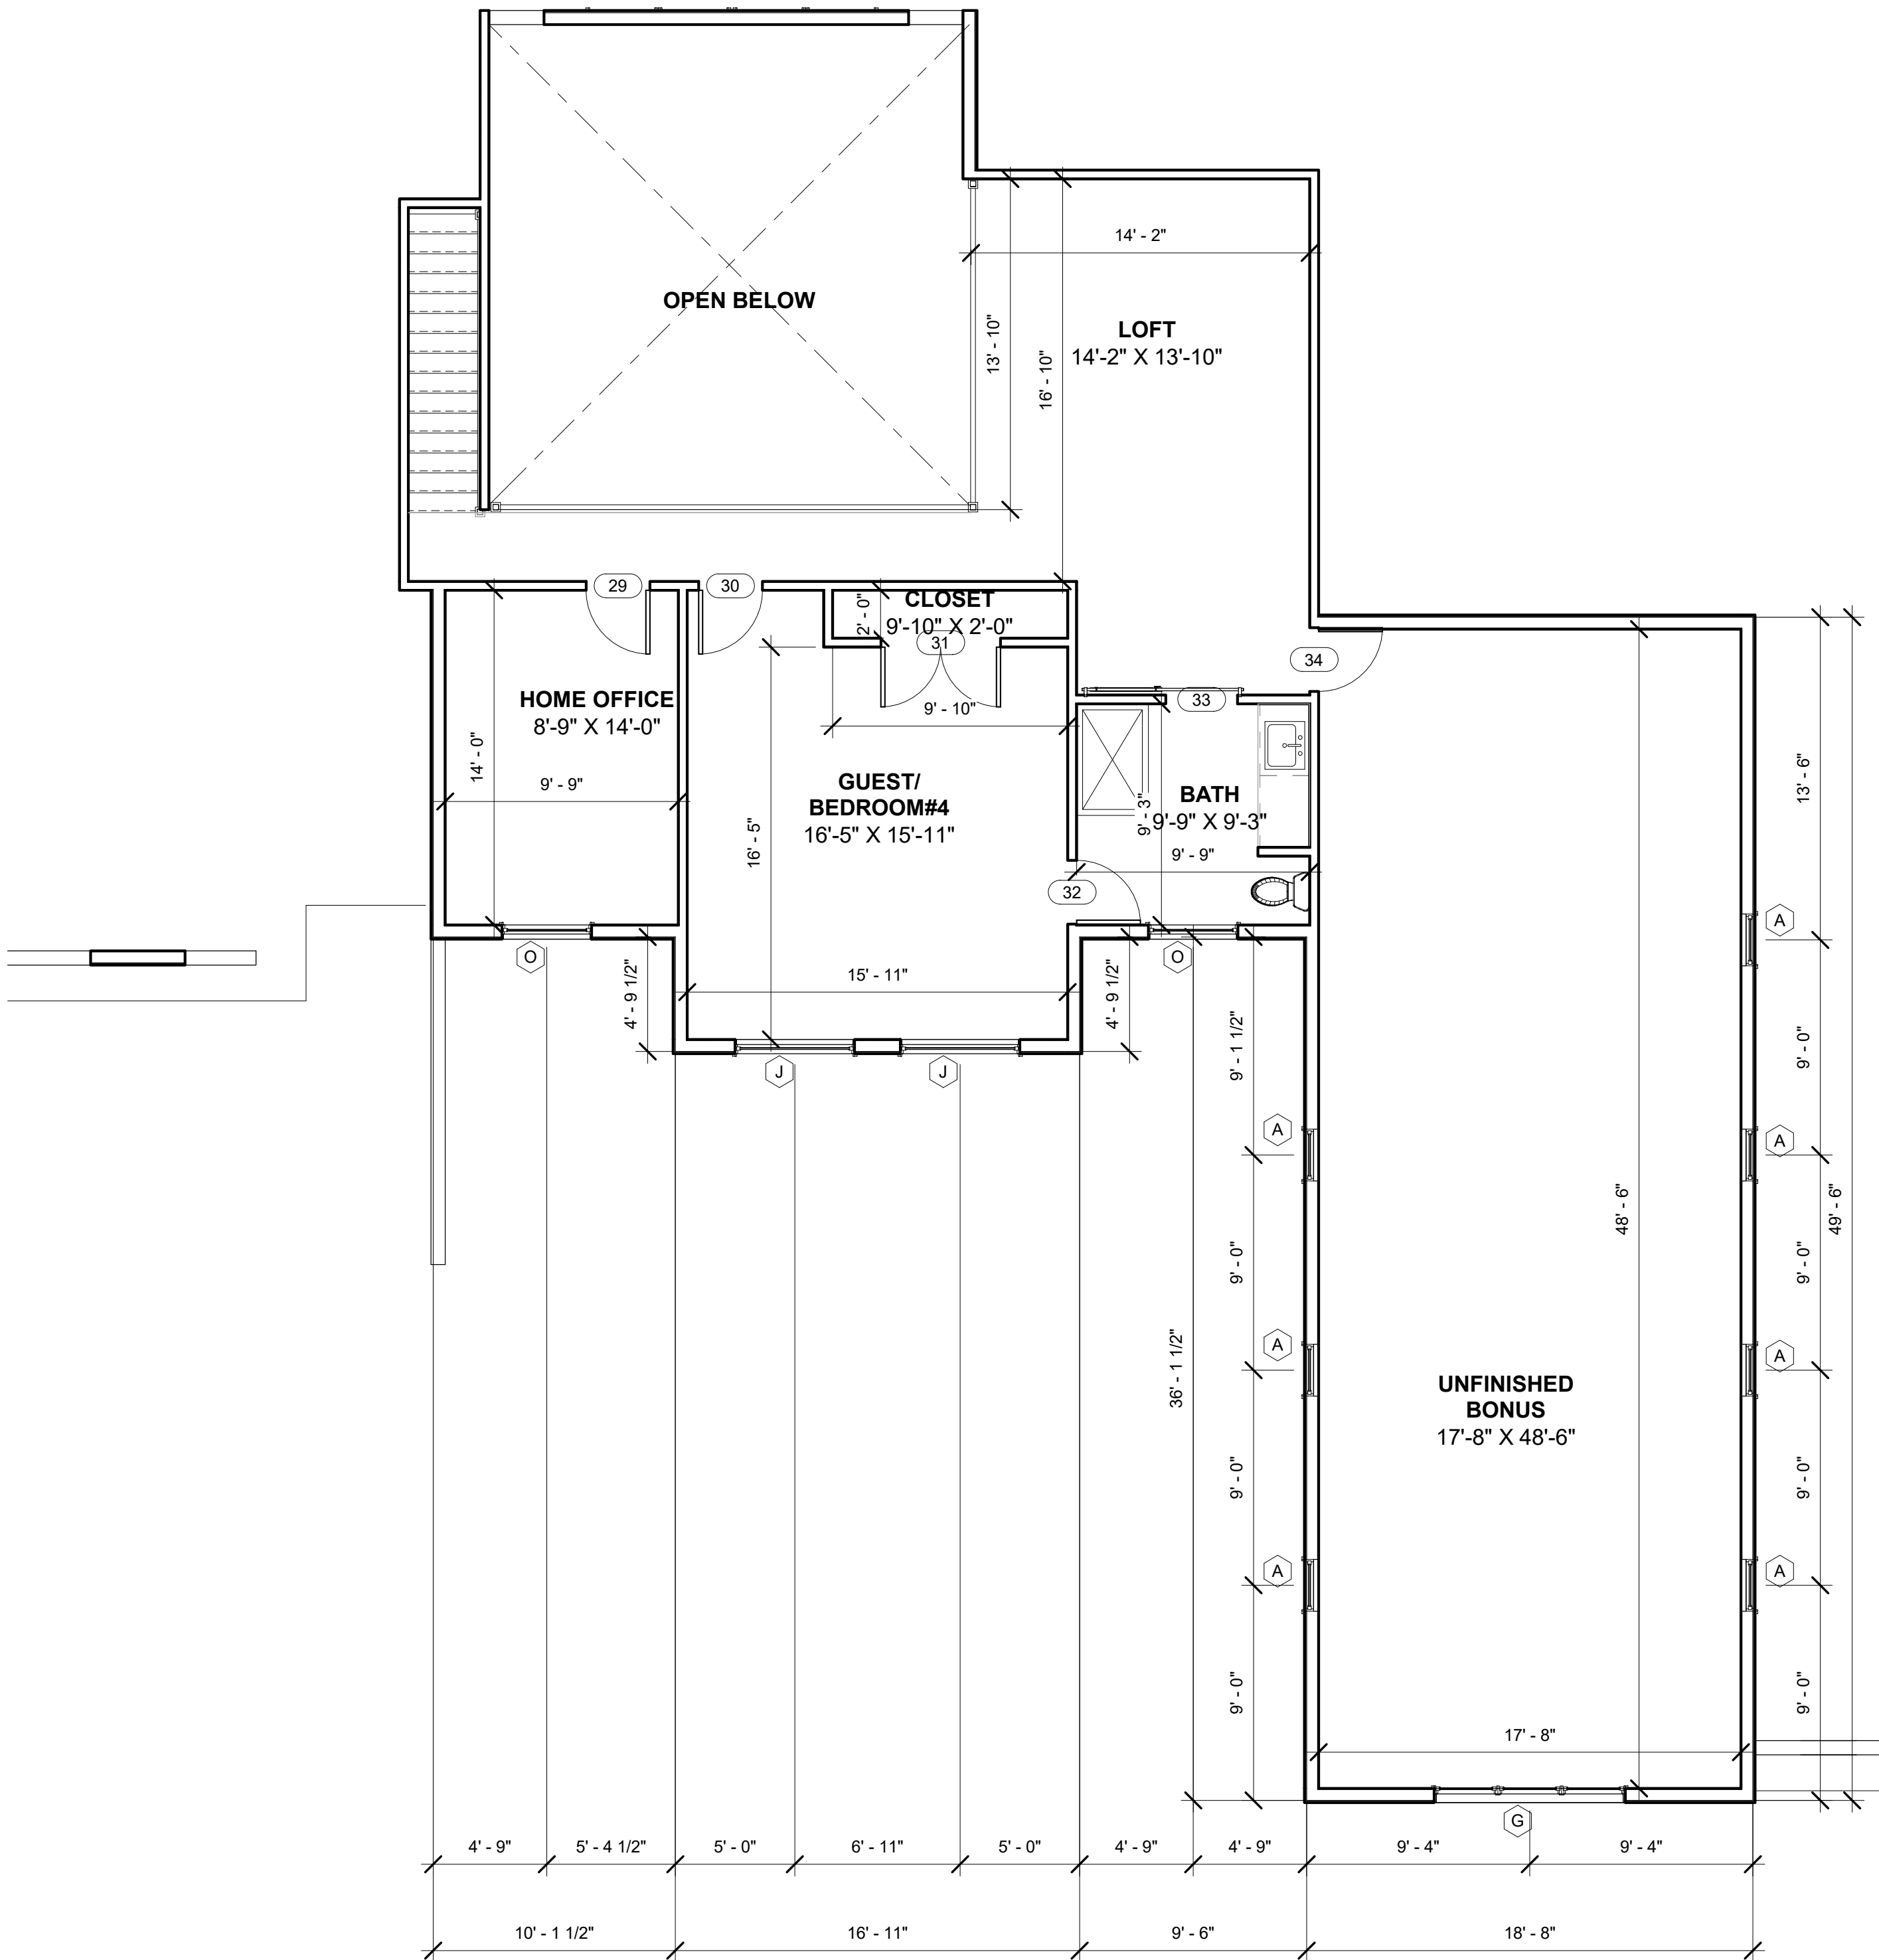 14' - 2"
OPEN BELOW
LOFT
14'-2" X 13'-10"
13' - 10"
16' - 10"
29
30
CLOSET
9'-10" X 2'-0"
2' - 0"
31
34
33
HOME OFFICE
8'-9" X 14'-0"
14' - 0"
9' - 9"
9' - 10"
GUEST/
BEDROOM#4
16'-5" X 15'-11"
16' - 5"
BATH
9'-9" X 9'-3"
9' - 3"
9' - 9"
32
13' - 6"
A
O
O
4' - 9 1/2"
15' - 11"
4' - 9 1/2"
9' - 1 1/2"
9' - 0"
J
J
A
A
48' - 6"
49' - 6"
9' - 0"
9' - 0"
A
A
36' - 1 1/2"
UNFINISHED
BONUS
17'-8" X 48'-6"
9' - 0"
9' - 0"
A
A
9' - 0"
9' - 0"
17' - 8"
G
4' - 9"
5' - 4 1/2"
5' - 0"
6' - 11"
5' - 0"
4' - 9"
4' - 9"
9' - 4"
9' - 4"
10' - 1 1/2"
16' - 11"
9' - 6"
18' - 8"